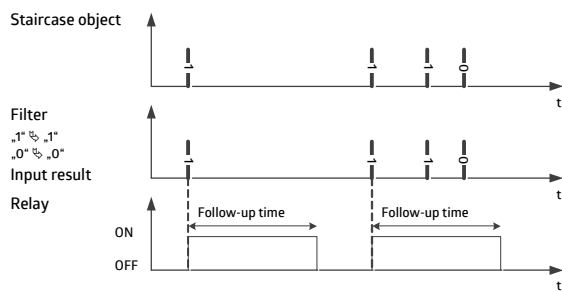 Staircase object
1 1 1 0
t
Filter
„1“ ⮱ „1“
„0“ ⮱ „0“
1 1 1 0
Input result
t
Relay
Follow-up time Follow-up time
ON
OFF
t